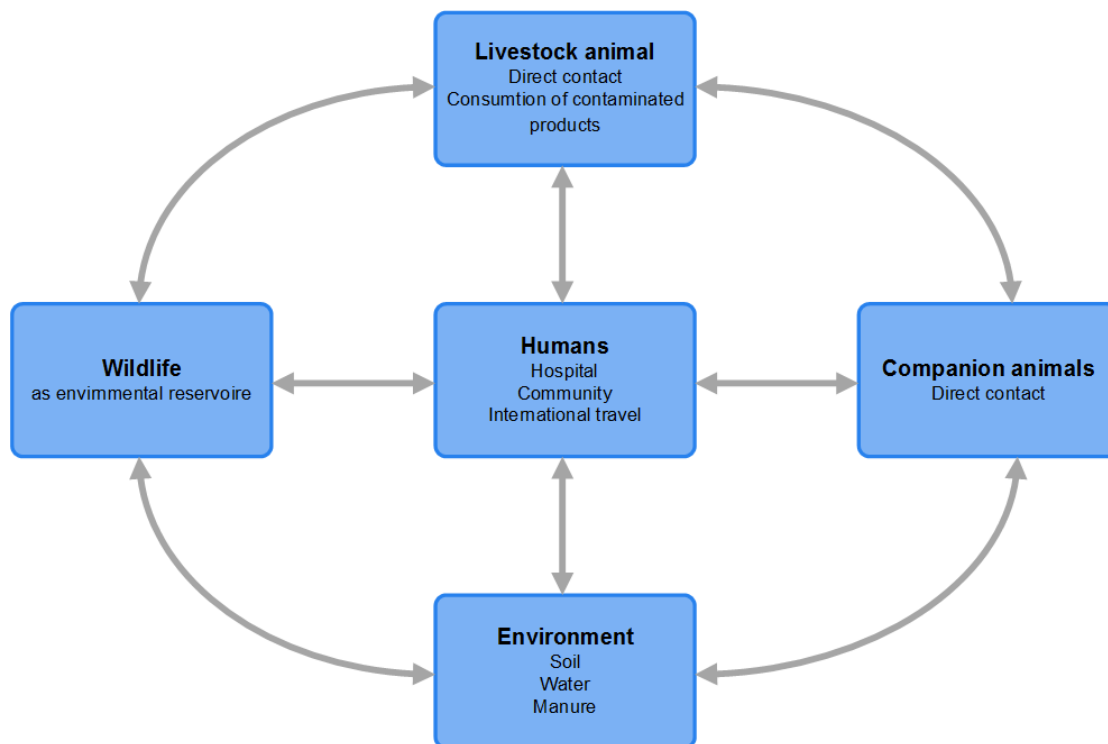 Livestock animal
Direct contact
Consumtion of contaminated
products
Wildlife
as envimmental reservoire
Humans
Hospital
Community
International travel
Companion animals
Direct contact
Environment
Soil
Water
Manure